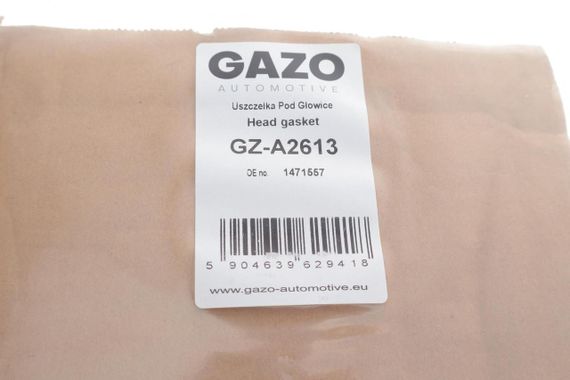 GAZO
AUTOMOTIVE
Uszczelka Pod Glowice
Head gasket
GZ-A2613
OE no. 1471557
5 904639 629418
www.gazo-automotive.eu